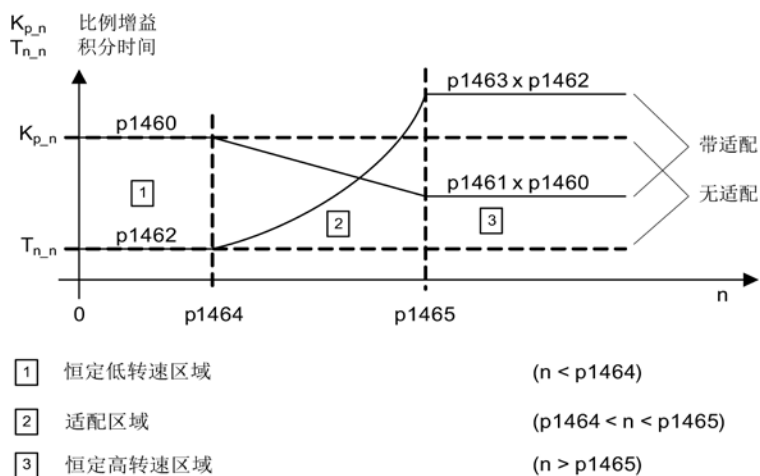 Kp_n 比例增益
Tn_n 积分时间
p1463 x p1462
p1460
Kp_n
带适配
p1461 x p1460
无适配
1
2
3
p1462
Tn_n
n
0 p1464 p1465
1 恒定低转速区域 (n < p1464)
2 适配区域 (p1464 < n < p1465)
3 恒定高转速区域 (n > p1465)